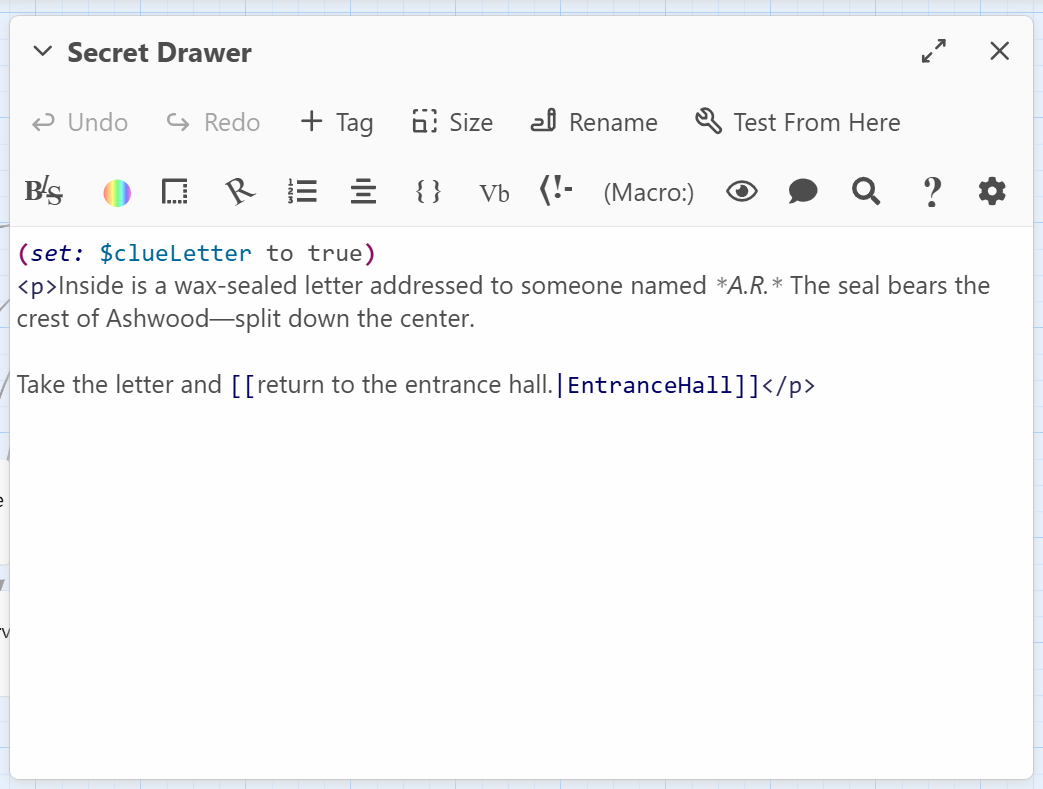 Secret Drawer
Undo Redo + Tag Size Rename Test From Here
B/S { } Vb (Macro:) ?
(set: $clueLetter to true)
<p>Inside is a wax-sealed letter addressed to someone named *A.R.* The seal bears the
crest of Ashwood—split down the center.
Take the letter and [[return to the entrance hall.|EntranceHall]]</p>